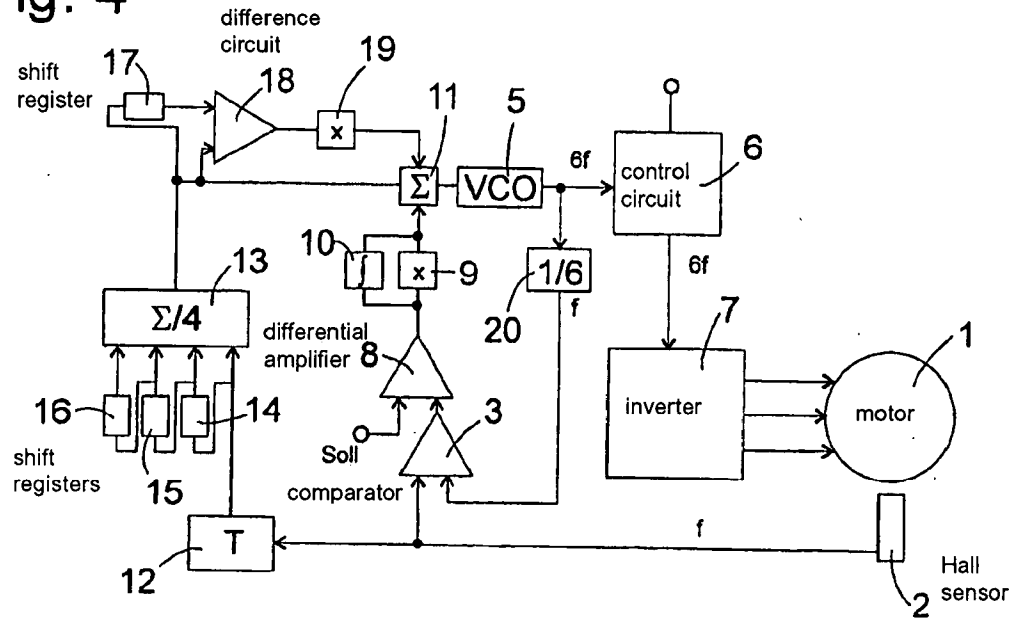 ig. 4
difference
circuit
17
shift
register
18
19
x
11
Σ
5
VCO
6f
control
circuit
6
10
∫
x
9
1/6
20
f
6f
13
Σ/4
differential
amplifier
8
7
inverter
1
motor
16
15
14
shift
registers
Soll
3
comparator
12
T
f
2
Hall
sensor